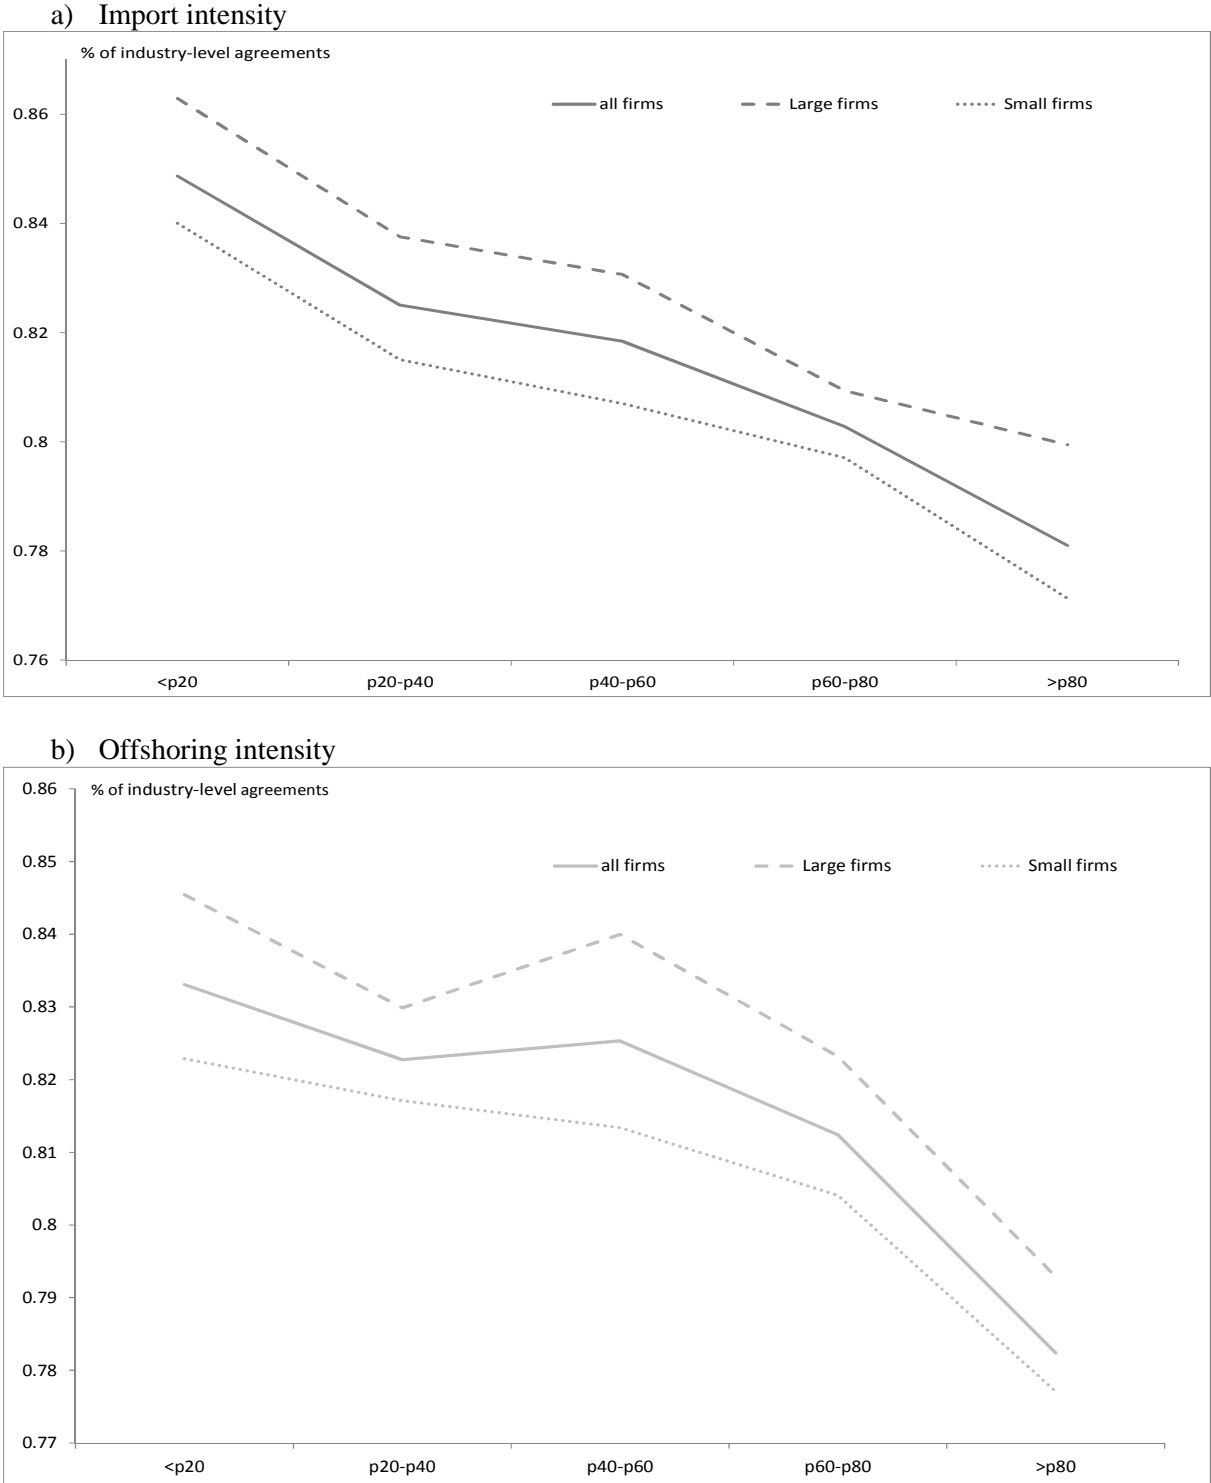 a) Import intensity
% of industry-level agreements
all firms Large firms Small firms
0.86
0.84
0.82
0.8
0.78
0.76
<p20 p20-p40 p40-p60 p60-p80 >p80
b) Offshoring intensity
0.86 % of industry-level agreements
0.85
all firms Large firms Small firms
0.84
0.83
0.82
0.81
0.8
0.79
0.78
0.77
<p20 p20-p40 p40-p60 p60-p80 >p80